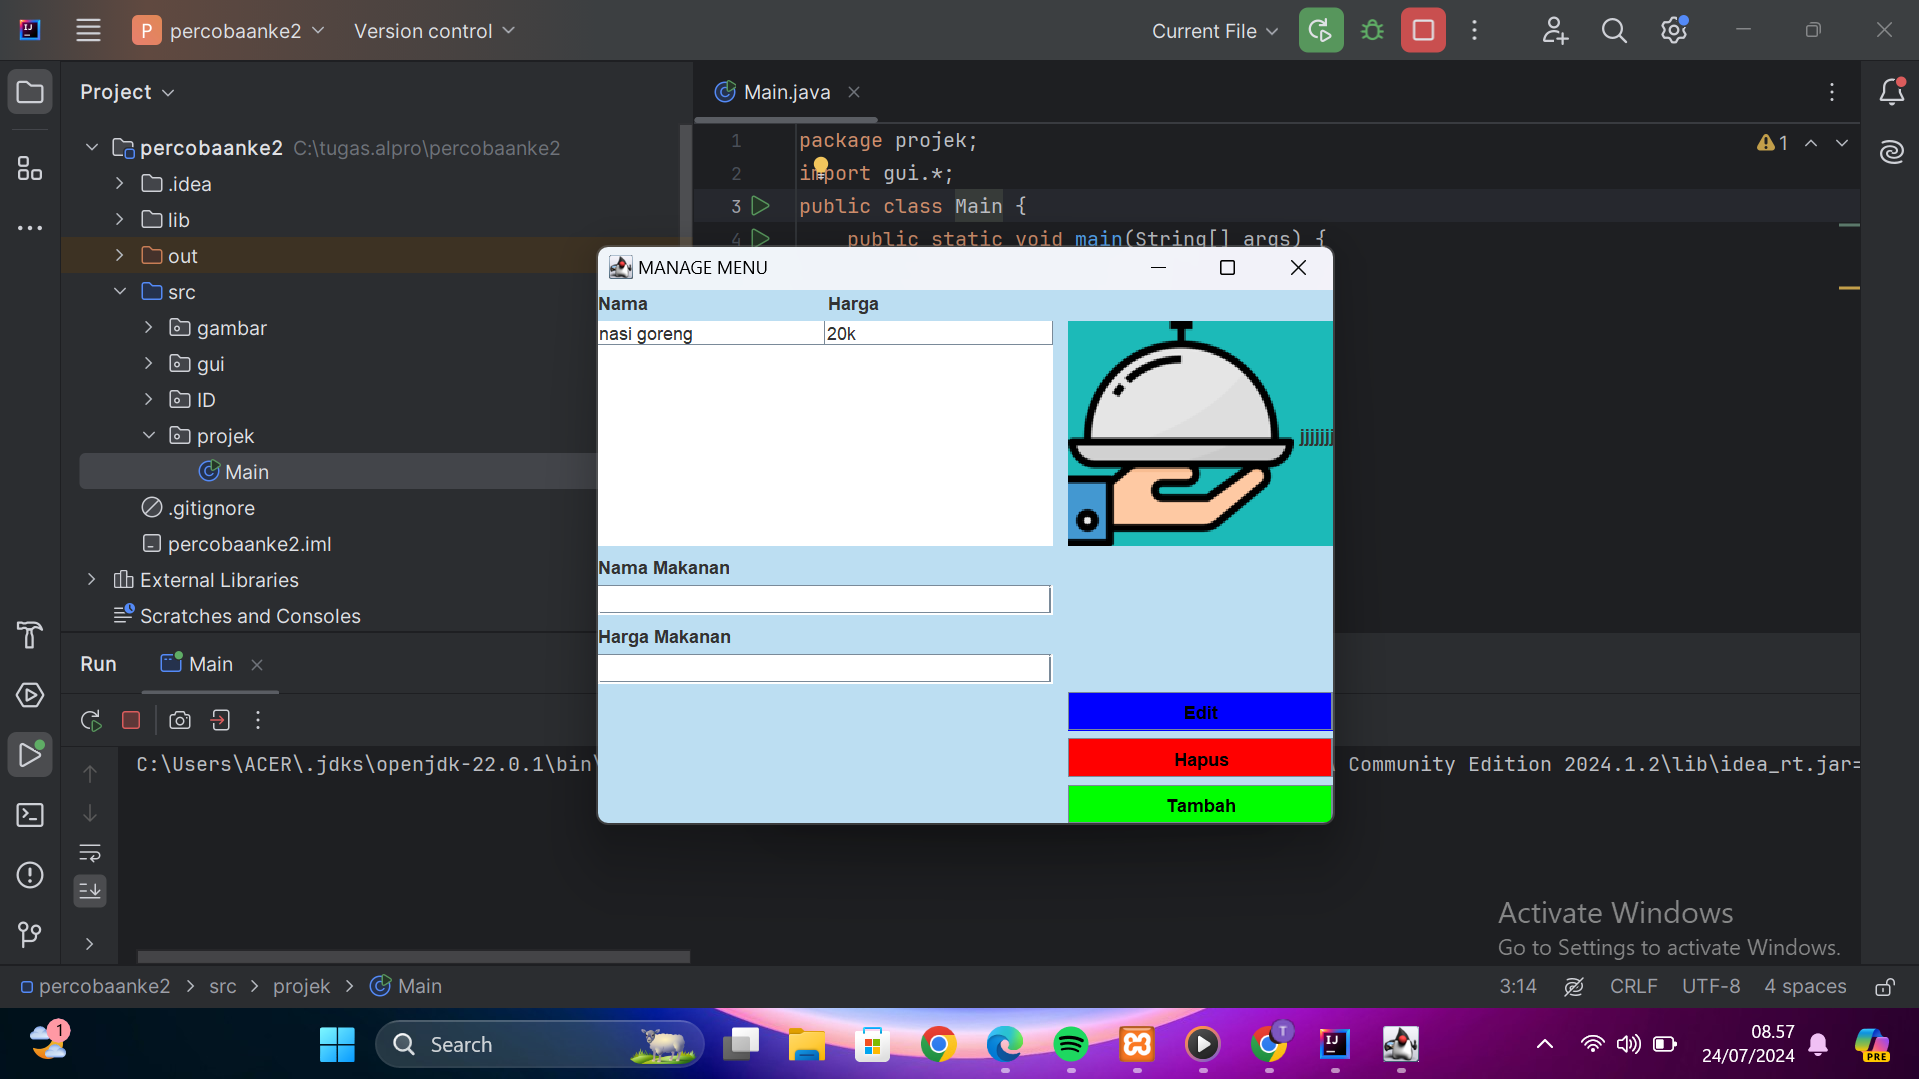 percobaanke2
Version control
Current File
P
Project
Main.java
percobaanke2 C:\tugas.alpro\percobaanke2
.idea
lib
out
src
gambar
gui
ID
projek
Main
.gitignore
percobaanke2.iml
External Libraries
Scratches and Consoles
1 package projek;
2 import gui.*;
3 public class Main {
4 public static void main(String[] args) {
1
MANAGE MENU
Nama Harga
nasi goreng 20k
jjjjjjj
Nama Makanan
Harga Makanan
Edit
Hapus
Tambah
Run Main
C:\Users\ACER\.jdks\openjdk-22.0.1\bin\
Community Edition 2024.1.2\lib\idea_rt.jar=
Activate Windows
Go to Settings to activate Windows.
percobaanke2 > src > projek > Main
3:14 CRLF UTF-8 4 spaces
1
Search
T
IJ
08.57
24/07/2024
PRE